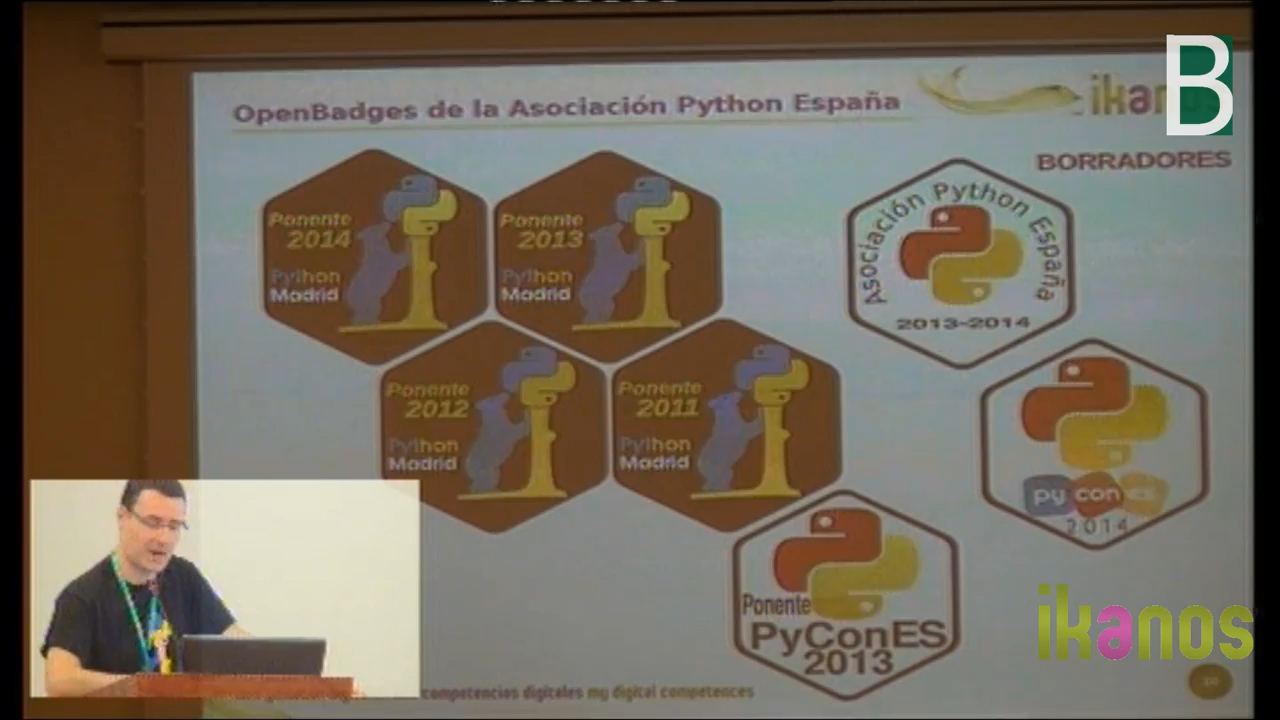 OpenBadges de la Asociación Python España
ikanos
B
BORRADORES
Ponente
2014
Python
Madrid
Ponente
2013
Python
Madrid
Asociación Python España
2013-2014
Ponente
2012
Python
Madrid
Ponente
2011
Python
Madrid
py con es
2014
Ponente
PyConES
2013
ikanos
competencias digitales my digital competences